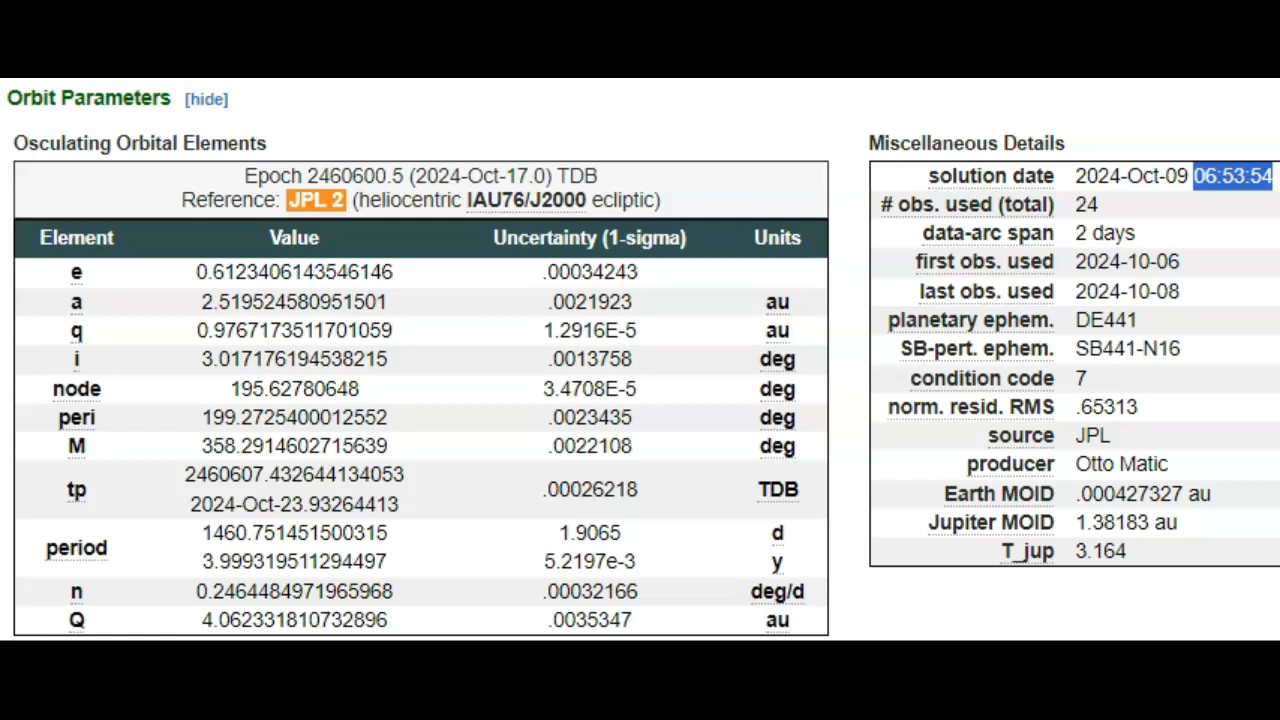 Orbit Parameters [hide]
Osculating Orbital Elements
Epoch 2460600.5 (2024-Oct-17.0) TDB
Reference: JPL 2 (heliocentric IAU76/J2000 ecliptic)
Element Value Uncertainty (1-sigma) Units
e 0.6123406143546146 .00034243
a 2.519524580951501 .0021923 au
q 0.9767173511701059 1.2916E-5 au
i 3.017176194538215 .0013758 deg
node 195.62780648 3.4708E-5 deg
peri 199.2725400012552 .0023435 deg
M 358.2914602715639 .0022108 deg
tp 2460607.432644134053 .00026218 TDB
2024-Oct-23.93264413
period 1460.751451500315 1.9065 d
3.999319511294497 5.2197e-3 y
n 0.2464484971965968 .00032166 deg/d
Q 4.062331810732896 .0035347 au
Miscellaneous Details
solution date 2024-Oct-09 06:53:54
# obs. used (total) 24
data-arc span 2 days
first obs. used 2024-10-06
last obs. used 2024-10-08
planetary ephem. DE441
SB-pert. ephem. SB441-N16
condition code 7
norm. resid. RMS .65313
source JPL
producer Otto Matic
Earth MOID .000427327 au
Jupiter MOID 1.38183 au
T_jup 3.164